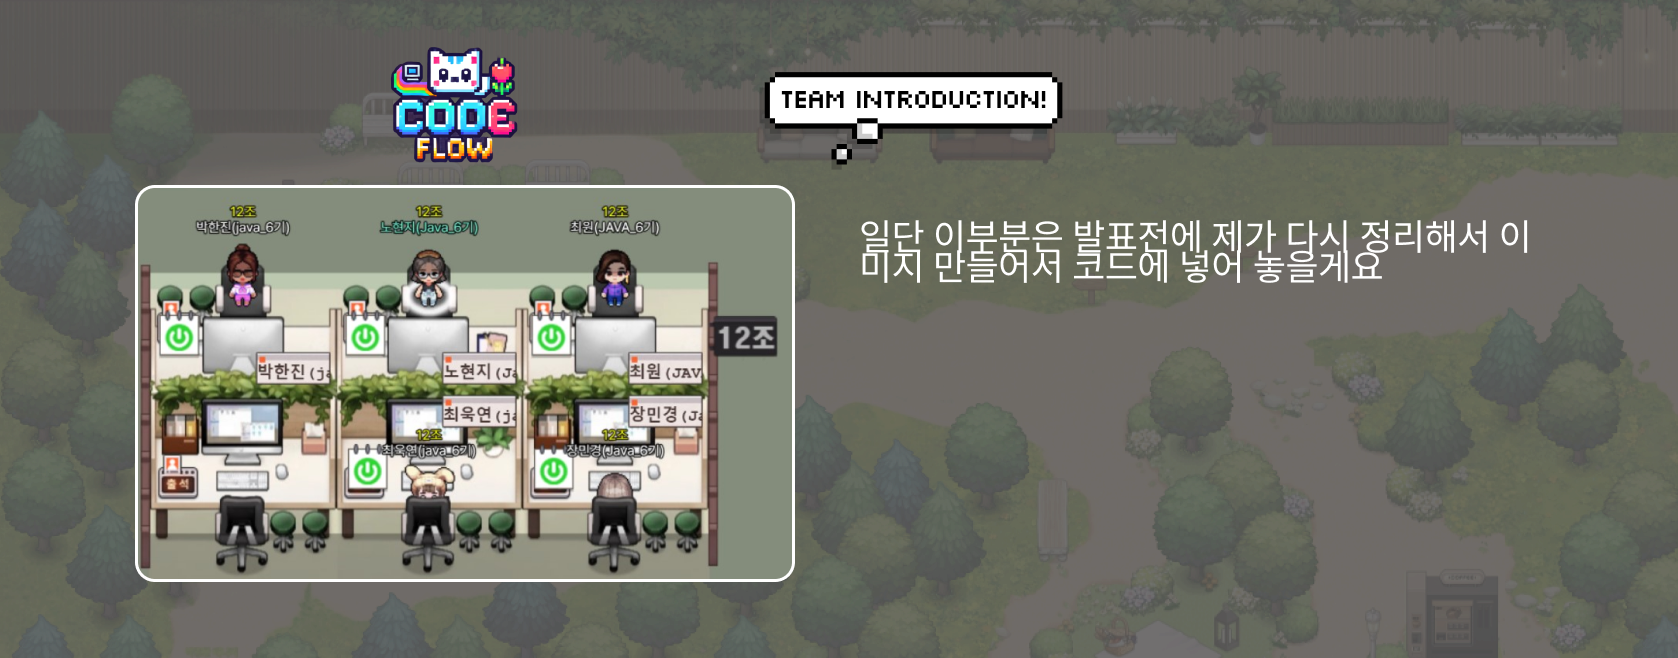 CODE
FLOW
TEAM INTRODUCTION!
일단 이부분은 발표전에 제가 다시 정리해서 이
미지 만들어서 코드에 넣어 놓을게요
12조
박한진(java_6기)
12조
노현지(Java_6기)
12조
최원(JAVA_6기)
12조
박한진(ja
노현지(Ja
최원(JAV
최욱연(ja
장민경(Ja
12조
최욱연(java_6기)
12조
장민경(Java_6기)
출석